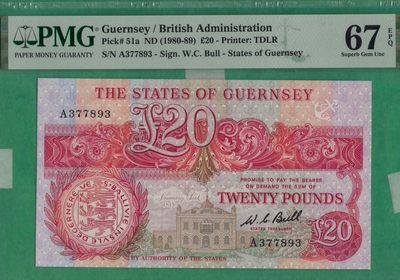 PMG
PAPER MONEY GUARANTY
Guernsey / British Administration
Pick# 51a ND (1980-89) £20 - Printer: TDLR
S/N A377893 - Sign. W.C. Bull - States of Guernsey
67 EPQ
Superb Gem Unc
THE STATES OF GUERNSEY
A377893
£20
PROMISE TO PAY THE BEARER
ON DEMAND THE SUM OF
TWENTY POUNDS
W C Bull
STATES TREASURER
£20
A377893
BY AUTHORITY OF THE STATES